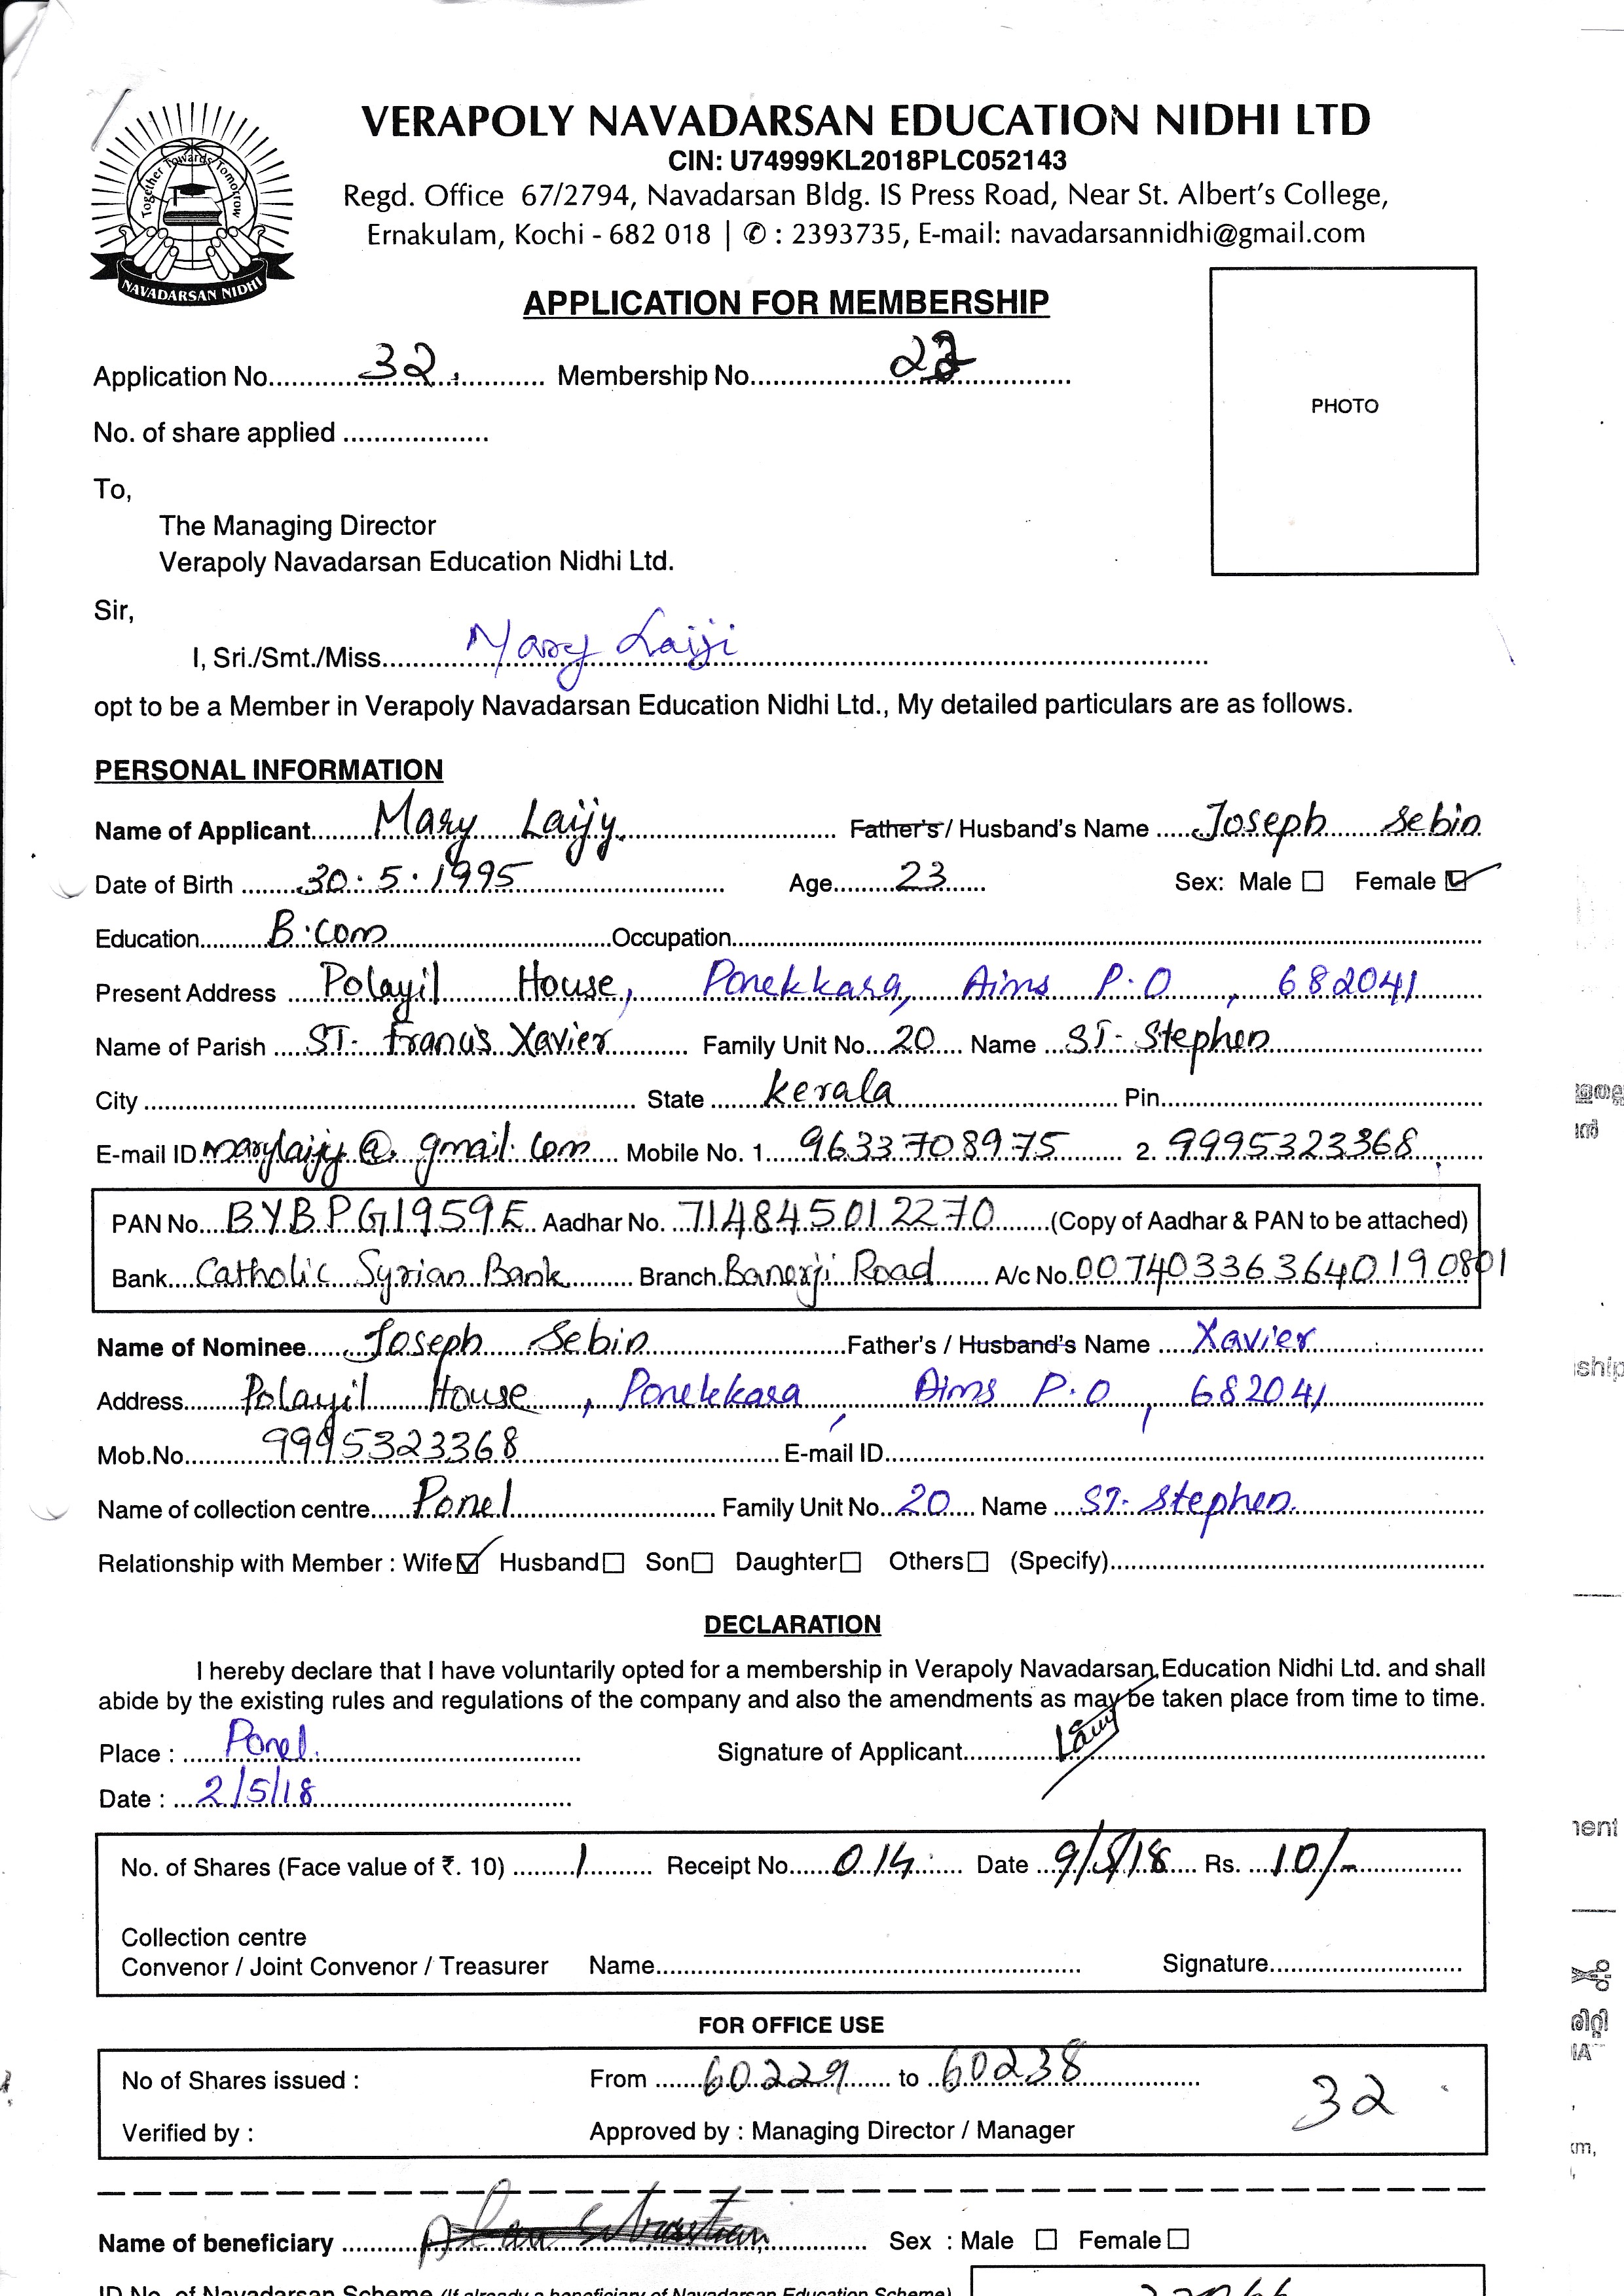 VERAPOLY NAVADARSAN EDUCATION NIDHI LTD
CIN: U74999KL2018PLC052143
Regd. Office 67/2794, Navadarsan Bldg. IS Press Road, Near St. Albert's College,
Ernakulam, Kochi - 682 018 | ✆ : 2393735, E-mail: navadarsannidhi@gmail.com
Together Towards Tomorrow
NAVADARSAN NIDHI
APPLICATION FOR MEMBERSHIP
PHOTO
Application No. 32. Membership No.
No. of share applied
To,
The Managing Director
Verapoly Navadarsan Education Nidhi Ltd.
Sir,
I, Sri./Smt./Miss. Mary Laiji
opt to be a Member in Verapoly Navadarsan Education Nidhi Ltd., My detailed particulars are as follows.
PERSONAL INFORMATION
Name of Applicant Mary Laijy. Father's / Husband's Name Joseph Sebin
Date of Birth 30.5.1995 Age 23 Sex: Male Female
Education B.com Occupation
Present Address Polayil House, Ponekkara, Aims P.O, 682041
Name of Parish ST. Francis Xavier Family Unit No. 20 Name ST. Stephen
City State Kerala Pin
E-mail ID marylaijy@gmail.com Mobile No. 1 9633708975 2. 9995323368
PAN No. BYBPG1959E Aadhar No. 714845012270 (Copy of Aadhar & PAN to be attached)
Bank Catholic Syrian Bank Branch Banerji Road A/c No. 007403363640190801
Name of Nominee Joseph Sebin Father's / Husband's Name Xavier
Address Polayil House, Ponekkara, Aims P.O, 682041
Mob.No. 9995323368 E-mail ID
Name of collection centre Ponel Family Unit No. 20 Name ST. Stephen.
Relationship with Member : Wife Husband Son Daughter Others (Specify)
DECLARATION
I hereby declare that I have voluntarily opted for a membership in Verapoly Navadarsan Education Nidhi Ltd. and shall
abide by the existing rules and regulations of the company and also the amendments as may be taken place from time to time.
Place : Ponel. Signature of Applicant
Date : 2/5/18
No. of Shares (Face value of ₹. 10) 1 Receipt No. 014 Date 9/5/18 Rs. 10/-
Collection centre
Convenor / Joint Convenor / Treasurer Name Signature
FOR OFFICE USE
No of Shares issued : From 60229 to 60238 32
Verified by : Approved by : Managing Director / Manager
Name of beneficiary Sex : Male Female
ID No. of Navadarsan Scheme (If already a beneficiary of Navadarsan Education Scheme)